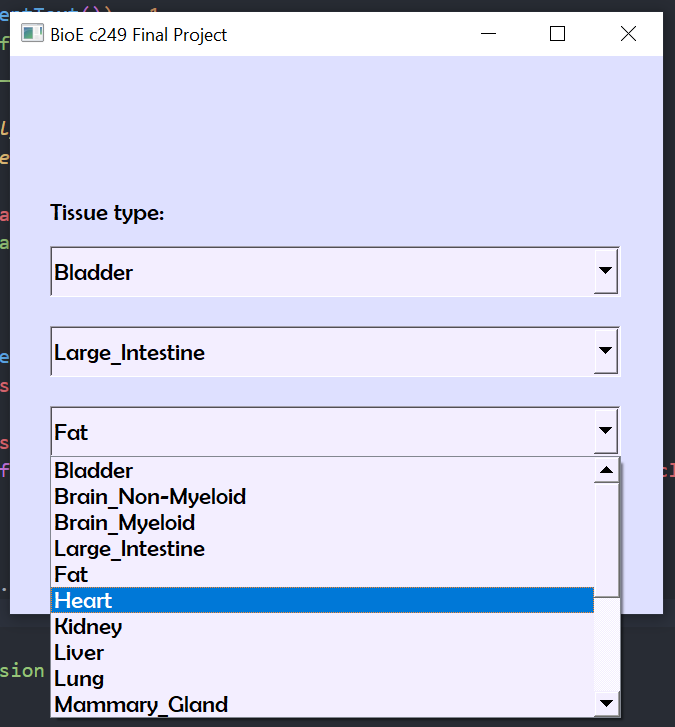 BioE c249 Final Project
Tissue type:
Bladder
Large_Intestine
Fat
Bladder
Brain_Non-Myeloid
Brain_Myeloid
Large_Intestine
Fat
Heart
Kidney
Liver
Lung
Mammary_Gland
sion